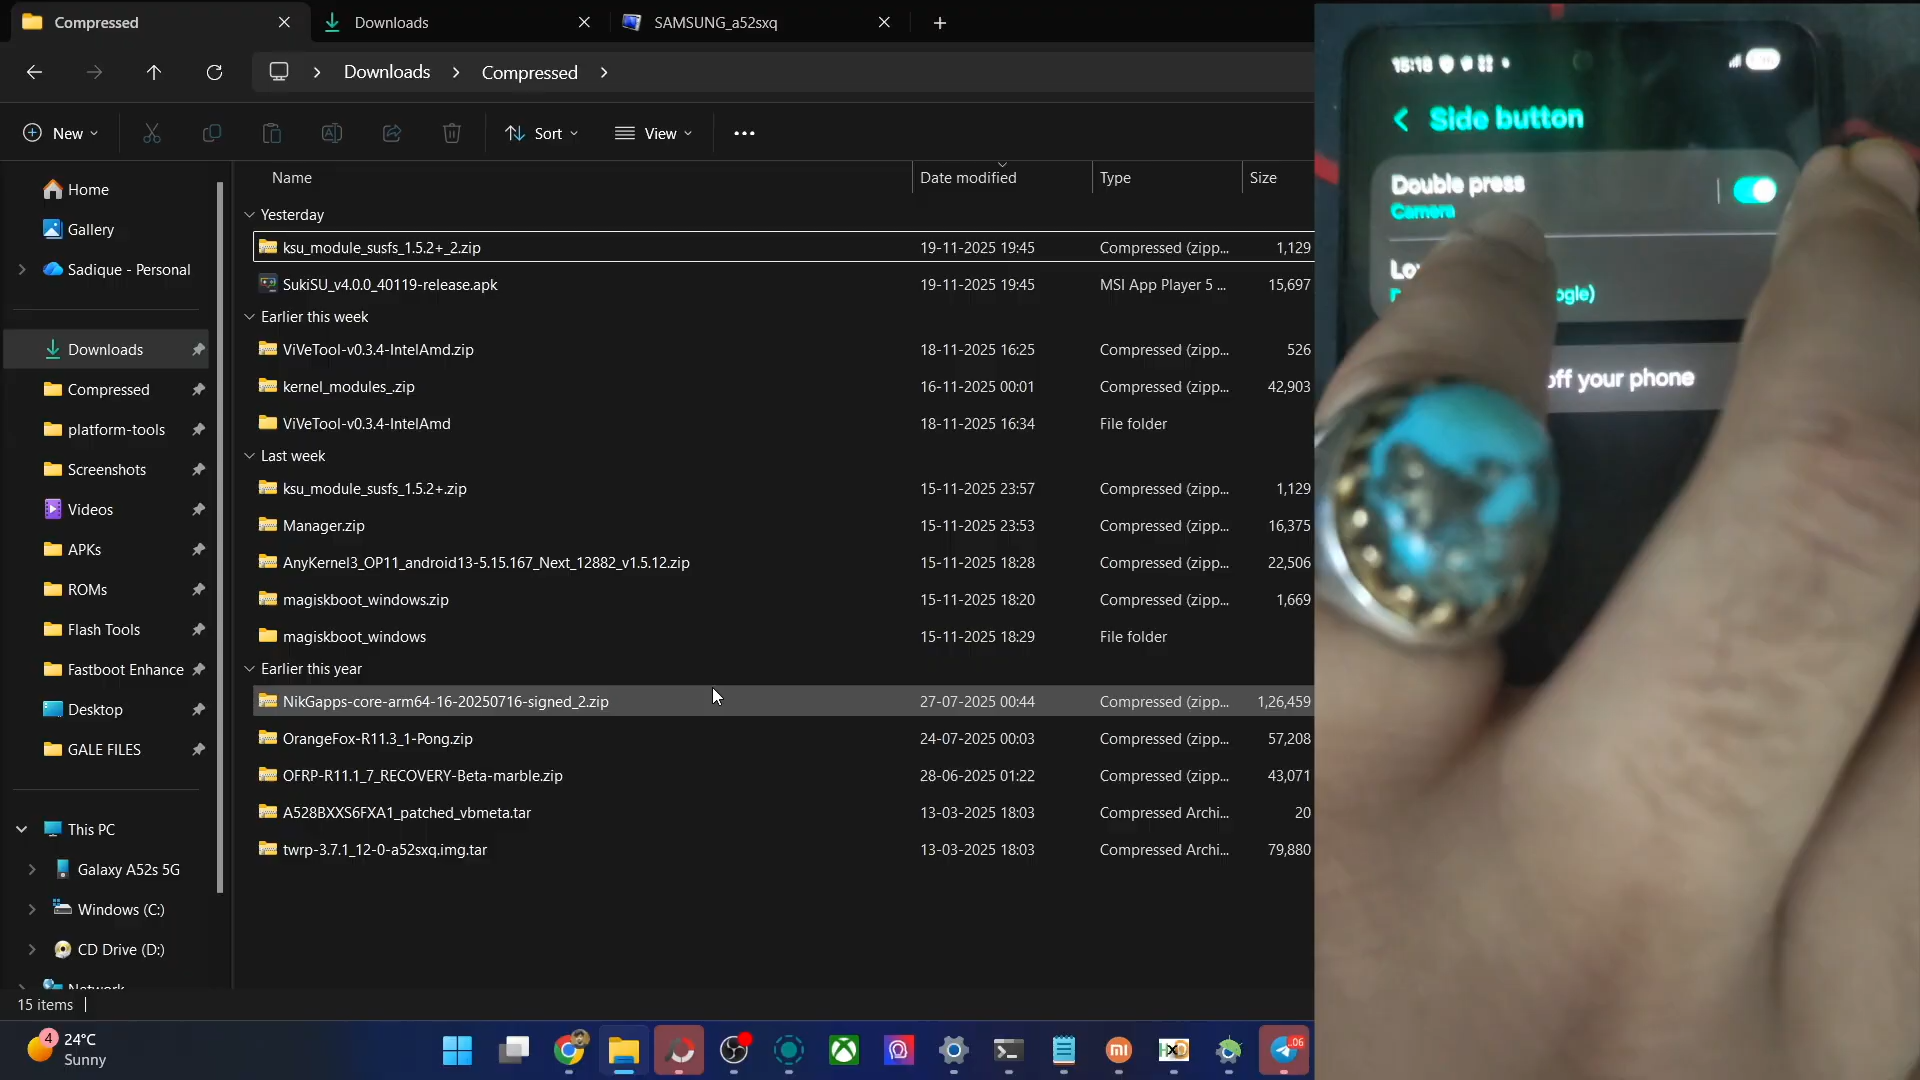 Compressed
Downloads
SAMSUNG_a52sxq
Downloads
Compressed
New
Sort
View
Name
Date modified
Type
Size
Yesterday
ksu_module_susfs_1.5.2+_2.zip 19-11-2025 19:45 Compressed (zipp... 1,129
SukiSU_v4.0.0_40119-release.apk 19-11-2025 19:45 MSI App Player 5 ... 15,697
Earlier this week
ViVeTool-v0.3.4-IntelAmd.zip 18-11-2025 16:25 Compressed (zipp... 526
kernel_modules_.zip 16-11-2025 00:01 Compressed (zipp... 42,903
ViVeTool-v0.3.4-IntelAmd 18-11-2025 16:34 File folder
Last week
ksu_module_susfs_1.5.2+.zip 15-11-2025 23:57 Compressed (zipp... 1,129
Manager.zip 15-11-2025 23:53 Compressed (zipp... 16,375
AnyKernel3_OP11_android13-5.15.167_Next_12882_v1.5.12.zip 15-11-2025 18:28 Compressed (zipp... 22,506
magiskboot_windows.zip 15-11-2025 18:20 Compressed (zipp... 1,669
magiskboot_windows 15-11-2025 18:29 File folder
Earlier this year
NikGapps-core-arm64-16-20250716-signed_2.zip 27-07-2025 00:44 Compressed (zipp... 1,26,459
OrangeFox-R11.3_1-Pong.zip 24-07-2025 00:03 Compressed (zipp... 57,208
OFRP-R11.1_7_RECOVERY-Beta-marble.zip 28-06-2025 01:22 Compressed (zipp... 43,071
A528BXXS6FXA1_patched_vbmeta.tar 13-03-2025 18:03 Compressed Archi... 20
twrp-3.7.1_12-0-a52sxq.img.tar 13-03-2025 18:03 Compressed Archi... 79,880
Home
Gallery
Sadique - Personal
Downloads
Compressed
platform-tools
Screenshots
Videos
APKs
ROMs
Flash Tools
Fastboot Enhance
Desktop
GALE FILES
This PC
Galaxy A52s 5G
Windows (C:)
CD Drive (D:)
Network
15 items
4
24°C
Sunny
mi
HxD
..06
15:18
Side button
Double press
Camera
Lo
ogle)
off your phone